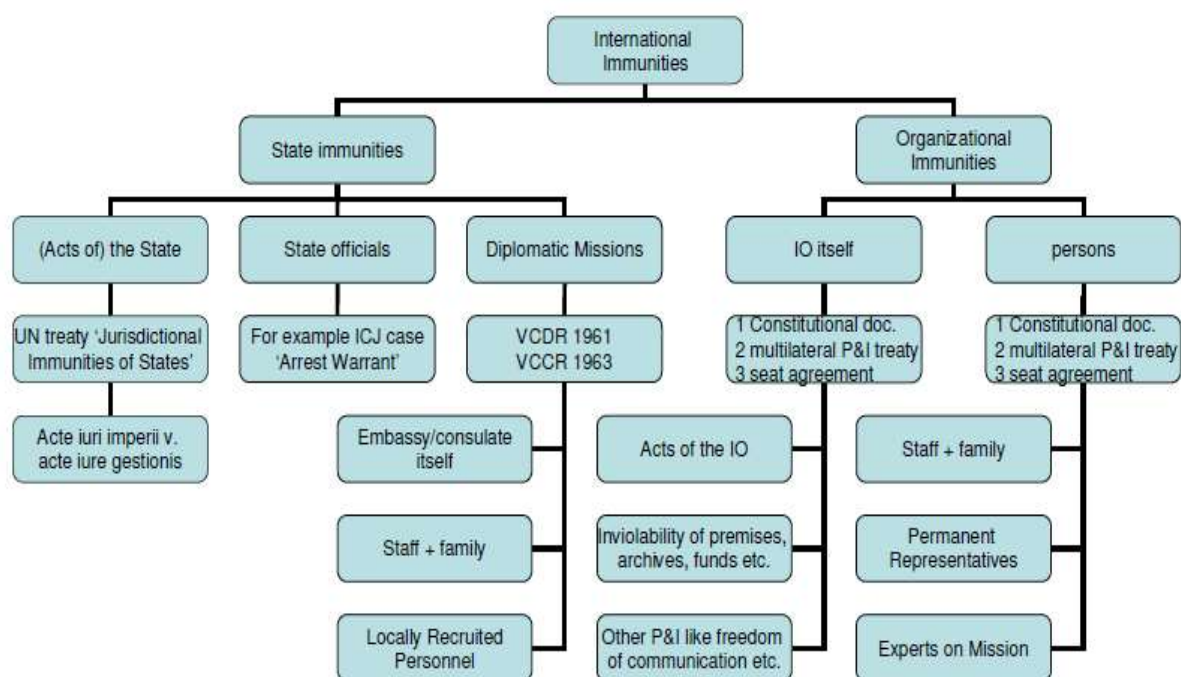 International
Immunities
State immunities
Organizational
Immunities
(Acts of) the State
State officials
Diplomatic Missions
IO itself
persons
UN treaty ‘Jurisdictional
Immunities of States’
For example ICJ case
‘Arrest Warrant’
VCDR 1961
VCCR 1963
1 Constitutional doc.
2 multilateral P&I treaty
3 seat agreement
1 Constitutional doc.
2 multilateral P&I treaty
3 seat agreement
Acte iuri imperii v.
acte iure gestionis
Embassy/consulate
itself
Acts of the IO
Staff + family
Staff + family
Inviolability of premises,
archives, funds etc.
Permanent
Representatives
Locally Recruited
Personnel
Other P&I like freedom
of communication etc.
Experts on Mission